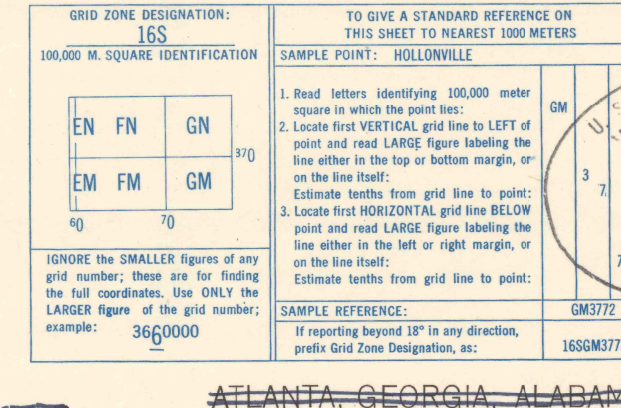 GRID ZONE DESIGNATION:
16S
100,000 M. SQUARE IDENTIFICATION
EN FN GN
370
EM FM GM
60 70
IGNORE the SMALLER figures of any
grid number; these are for finding
the full coordinates. Use ONLY the
LARGER figure of the grid number;
example: 3660000
TO GIVE A STANDARD REFERENCE ON
THIS SHEET TO NEAREST 1000 METERS
SAMPLE POINT: HOLLONVILLE
1. Read letters identifying 100,000 meter
square in which the point lies:
GM
2. Locate first VERTICAL grid line to LEFT of
point and read LARGE figure labeling the
line either in the top or bottom margin, or
on the line itself:
3
Estimate tenths from grid line to point:
7
3. Locate first HORIZONTAL grid line BELOW
point and read LARGE figure labeling the
line either in the left or right margin, or
on the line itself:
7
Estimate tenths from grid line to point:
SAMPLE REFERENCE: GM3772
If reporting beyond 18° in any direction,
prefix Grid Zone Designation, as:
16SGM377
U. S
ATLANTA, GEORGIA, ALABAM